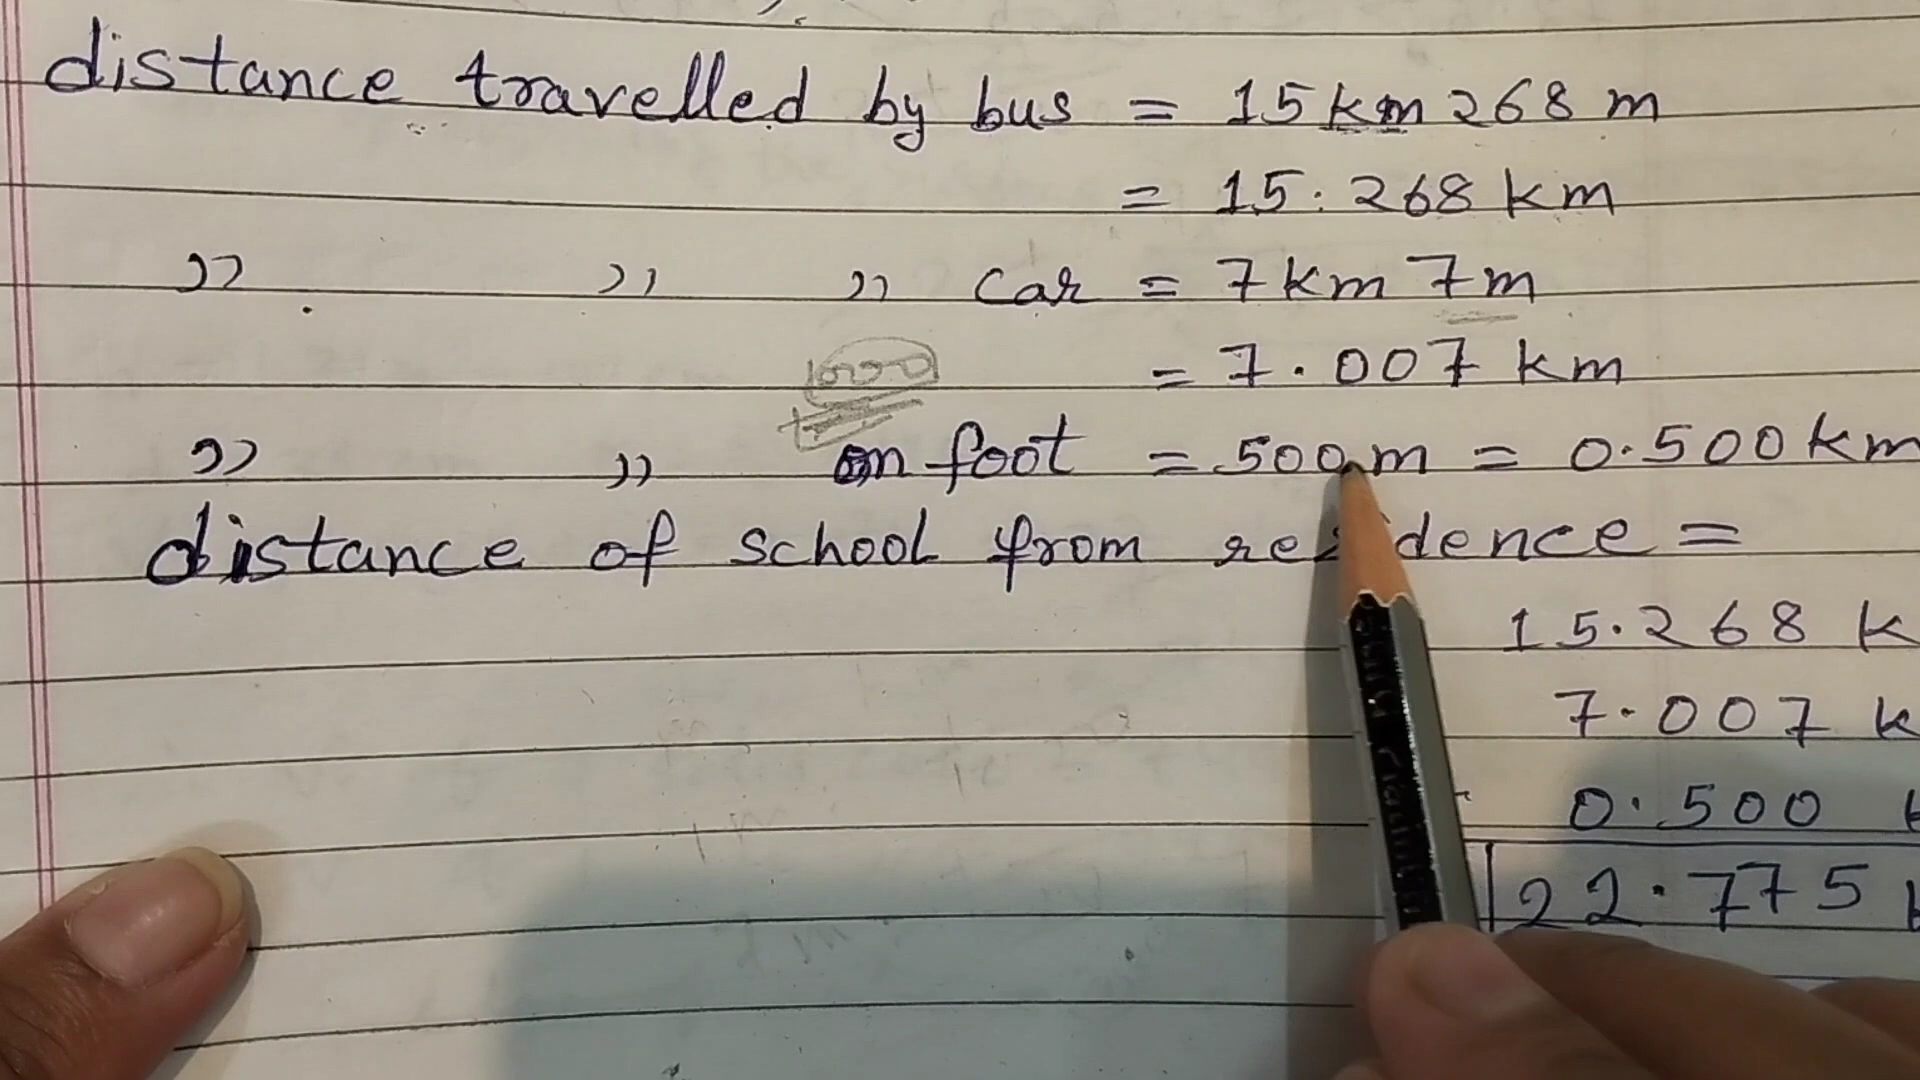 distance travelled by bus = 15 km 268 m
= 15.268 km
" " " car = 7 km 7 m
= 7.007 km
1000
" " on foot = 500 m = 0.500 km
distance of school from residence =
15.268 k
7.007 k
0.500 k
22.775 k